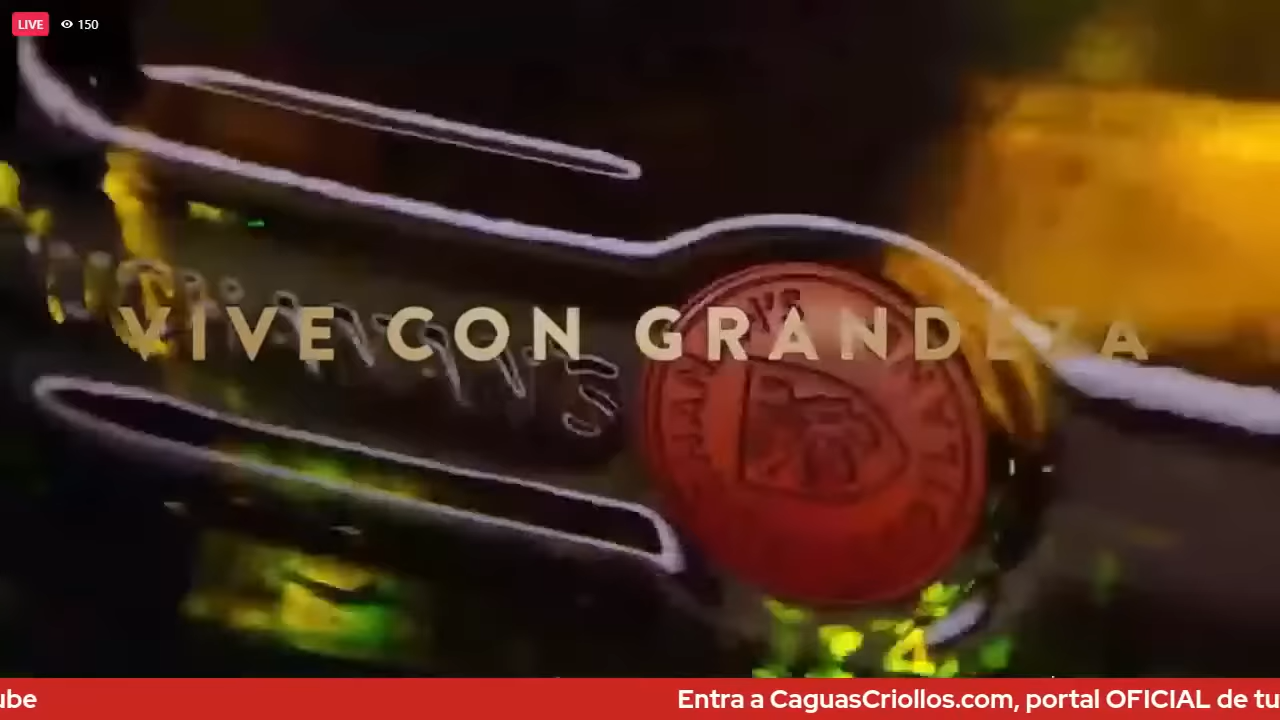 LIVE 150
VIVE CON GRANDEZA
ube Entra a CaguasCriollos.com, portal OFICIAL de tu